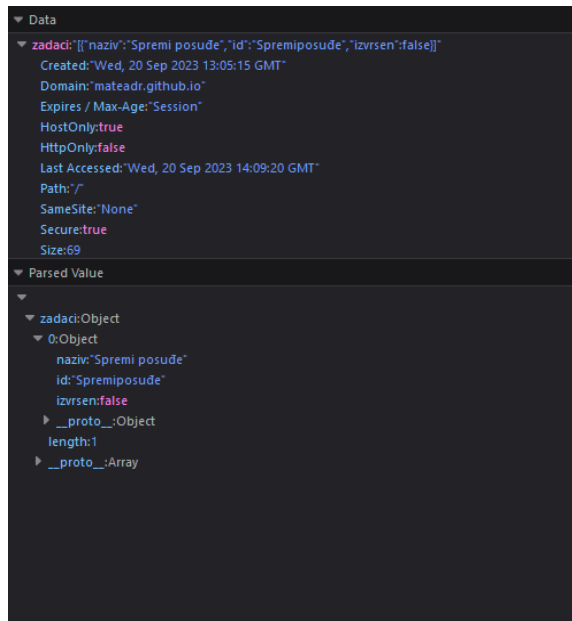 Data
zadaci:"[{"naziv":"Spremi posuđe","id":"Spremiposuđe","izvrsen":false}]"
Created:"Wed, 20 Sep 2023 13:05:15 GMT"
Domain:"mateadr.github.io"
Expires / Max-Age:"Session"
HostOnly:true
HttpOnly:false
Last Accessed:"Wed, 20 Sep 2023 14:09:20 GMT"
Path:"/"
SameSite:"None"
Secure:true
Size:69
Parsed Value
zadaci:Object
0:Object
naziv:"Spremi posuđe"
id:"Spremiposuđe"
izvrsen:false
__proto__:Object
length:1
__proto__:Array